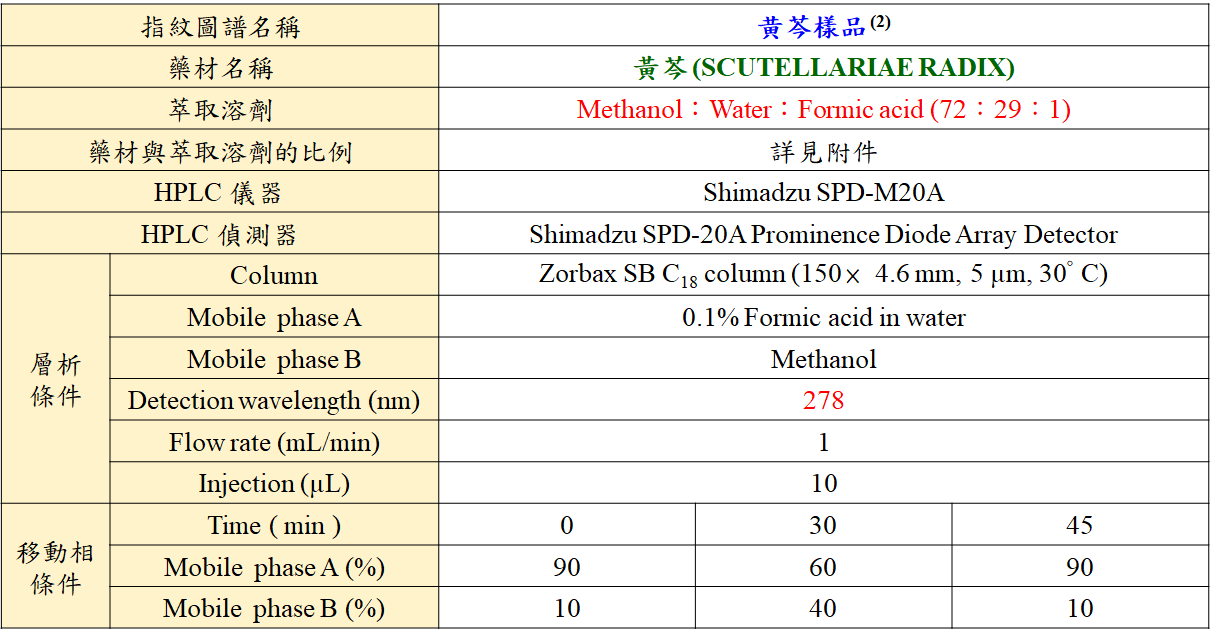 指紋圖譜名稱 黃芩樣品(2)
藥材名稱 黃芩(SCUTELLARIAE RADIX)
萃取溶劑 Methanol：Water：Formic acid (72：29：1)
藥材與萃取溶劑的比例 詳見附件
HPLC 儀器 Shimadzu SPD-M20A
HPLC 偵測器 Shimadzu SPD-20A Prominence Diode Array Detector
層析條件
Column Zorbax SB C18 column (150× 4.6 mm, 5 μm, 30° C)
Mobile phase A 0.1% Formic acid in water
Mobile phase B Methanol
Detection wavelength (nm) 278
Flow rate (mL/min) 1
Injection (μL) 10
移動相條件
Time ( min ) 0 30 45
Mobile phase A (%) 90 60 90
Mobile phase B (%) 10 40 10